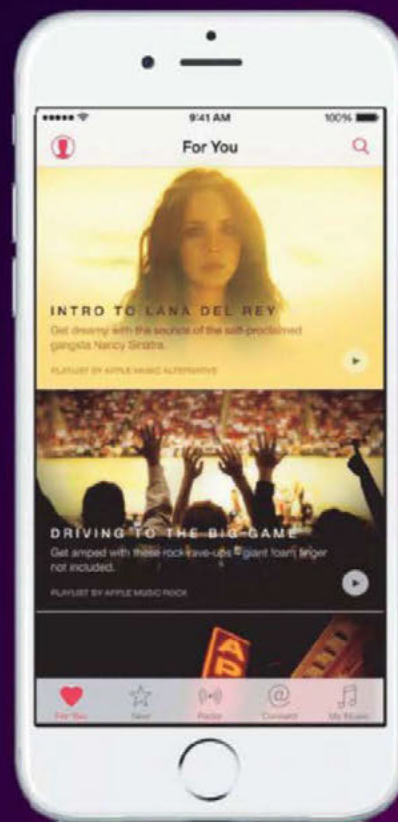 9:41 AM
100%
For You
INTRO TO LANA DEL REY
Get dreamy with the sounds of the self-proclaimed
gangsta Nancy Sinatra.
PLAYLIST BY APPLE MUSIC ALTERNATIVE
DRIVING TO THE BIG GAME
Get amped with these rock rave-ups – giant foam finger
not included.
PLAYLIST BY APPLE MUSIC ROCK
For You
New
Radio
Connect
My Music